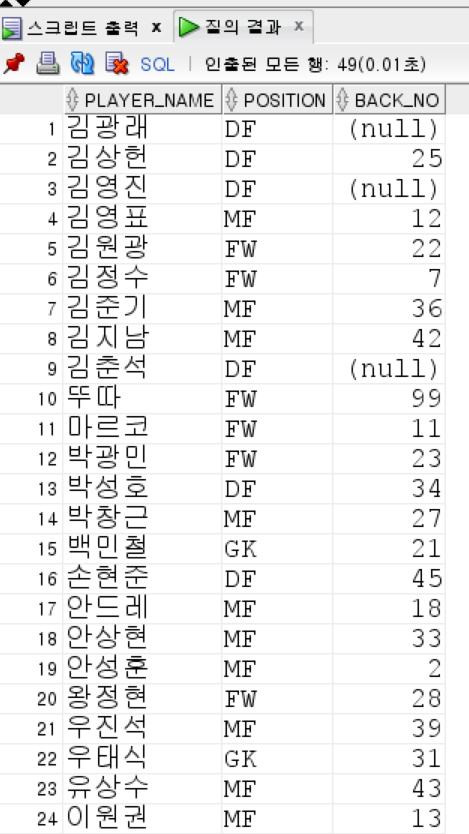 스크립트 출력 x 질의 결과 x
SQL | 인출된 모든 행: 49(0.01초)
PLAYER_NAME POSITION BACK_NO
1 김광래 DF (null)
2 김상헌 DF 25
3 김영진 DF (null)
4 김영표 MF 12
5 김원광 FW 22
6 김정수 FW 7
7 김준기 MF 36
8 김지남 MF 42
9 김춘석 DF (null)
10 뚜따 FW 99
11 마르코 FW 11
12 박광민 FW 23
13 박성호 DF 34
14 박창근 MF 27
15 백민철 GK 21
16 손현준 DF 45
17 안드레 MF 18
18 안상현 MF 33
19 안성훈 MF 2
20 왕정현 FW 28
21 우진석 MF 39
22 우태식 GK 31
23 유상수 MF 43
24 이원권 MF 13